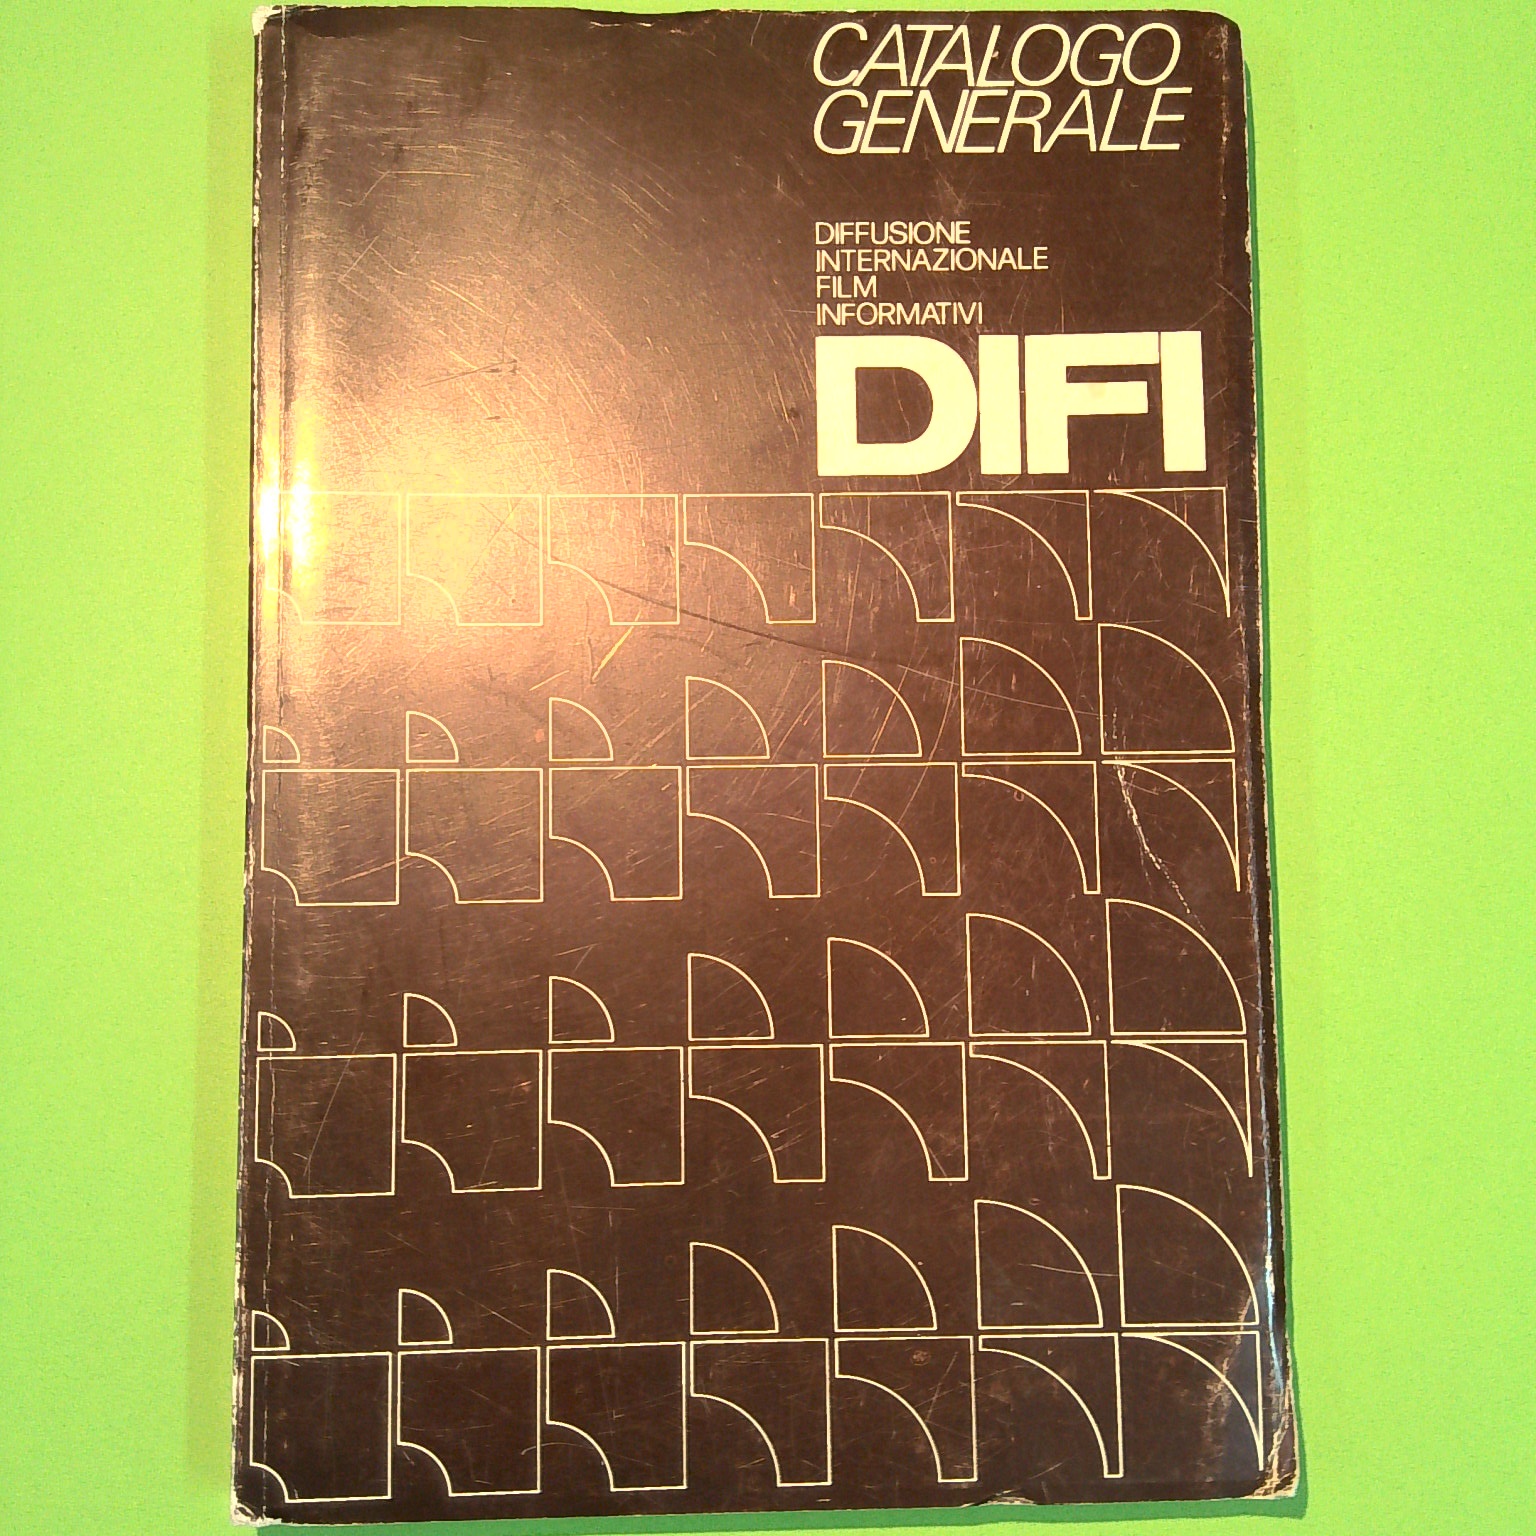 CATALOGO
GENERALE
DIFFUSIONE
INTERNAZIONALE
FILM
INFORMATIVI
DIFI